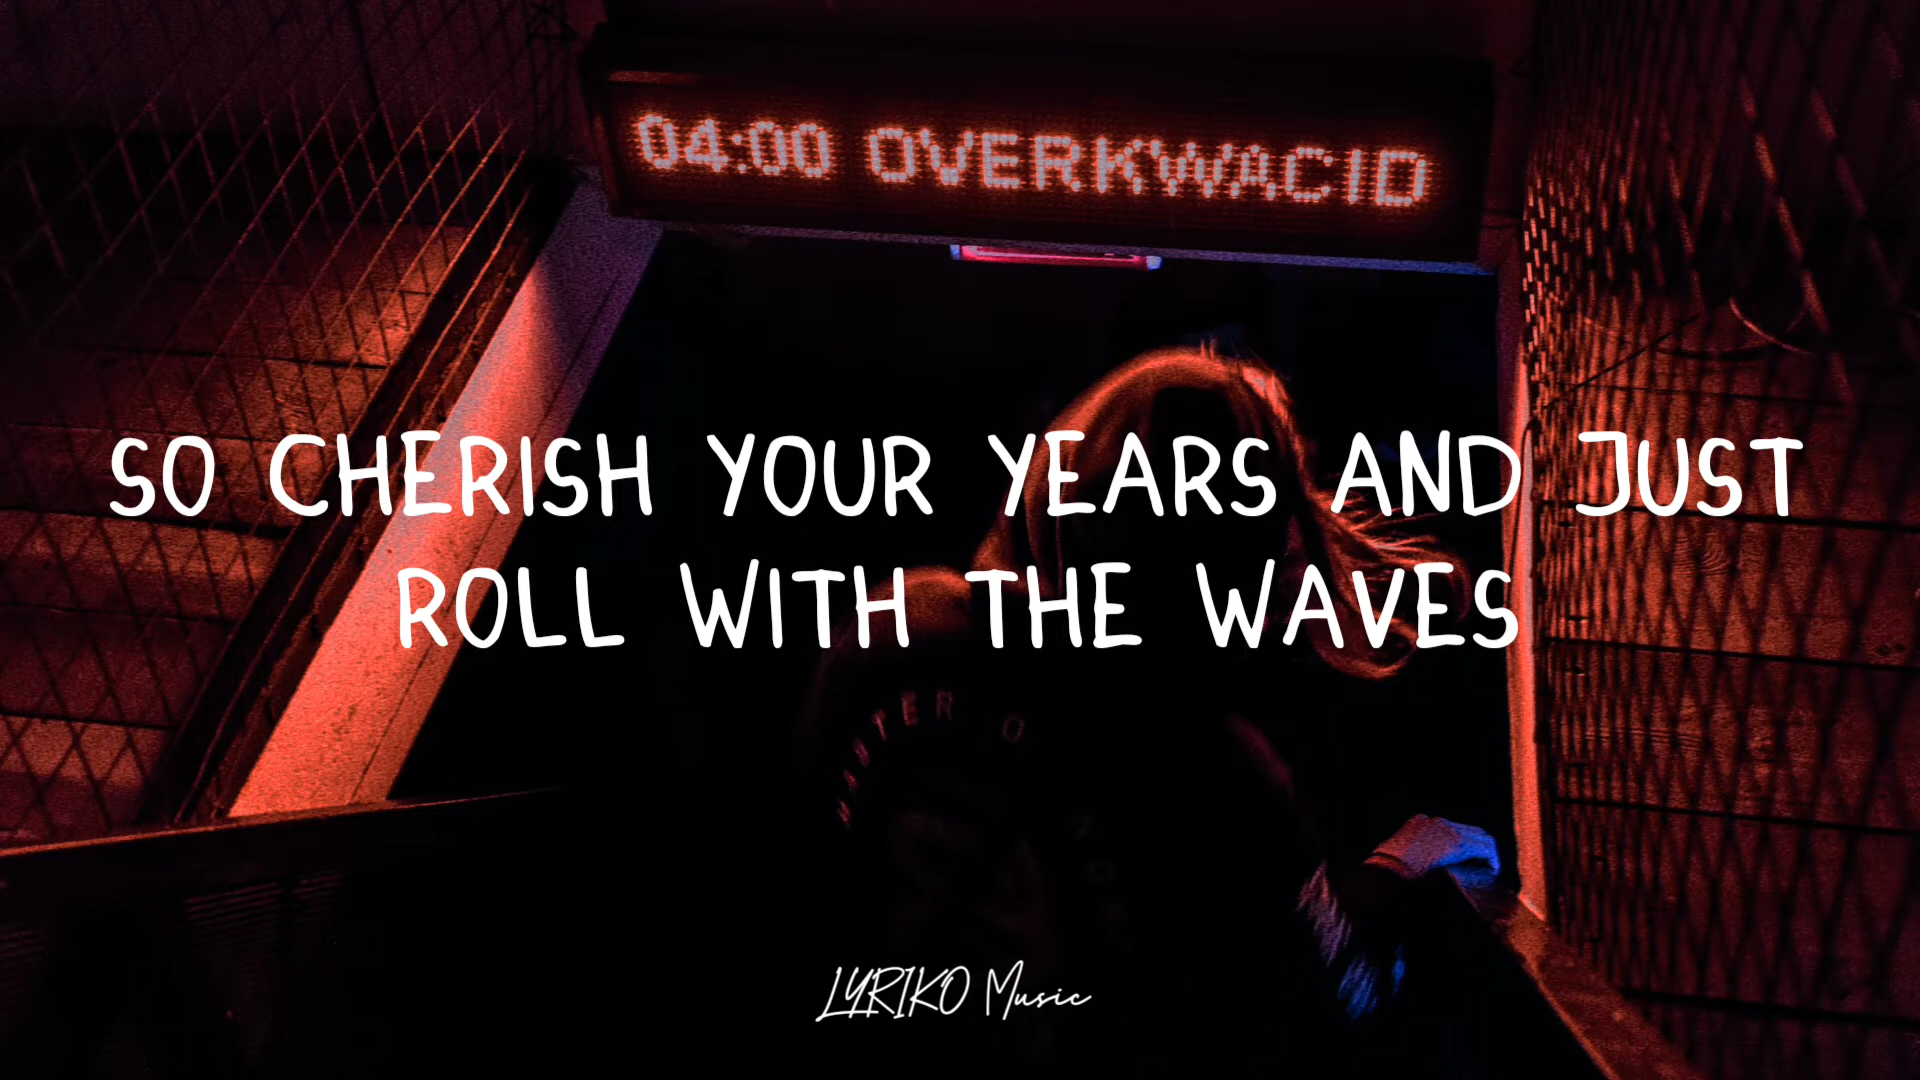 04:00 OVERKWACID
SO CHERISH YOUR YEARS AND JUST
ROLL WITH THE WAVES
LYRIKO Music